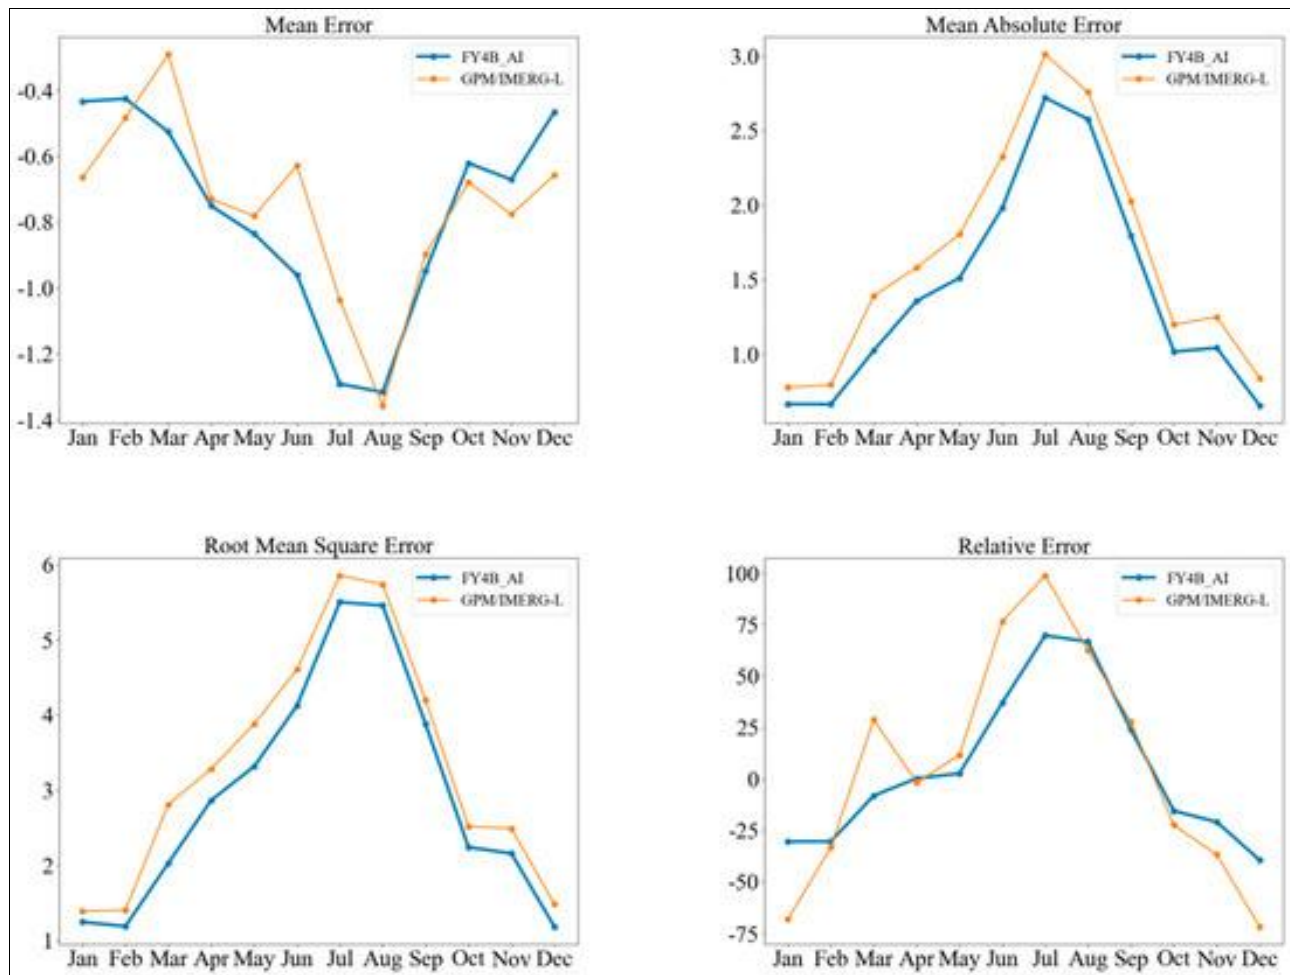 Mean Error
FY4B_AI
GPM/IMERG-L
-0.4
-0.6
-0.8
-1.0
-1.2
-1.4
Jan Feb Mar Apr May Jun Jul Aug Sep Oct Nov Dec
Mean Absolute Error
FY4B_AI
GPM/IMERG-L
3.0
2.5
2.0
1.5
1.0
Jan Feb Mar Apr May Jun Jul Aug Sep Oct Nov Dec
Root Mean Square Error
FY4B_AI
GPM/IMERG-L
6
5
4
3
2
1
Jan Feb Mar Apr May Jun Jul Aug Sep Oct Nov Dec
Relative Error
FY4B_AI
GPM/IMERG-L
100
75
50
25
0
-25
-50
-75
Jan Feb Mar Apr May Jun Jul Aug Sep Oct Nov Dec